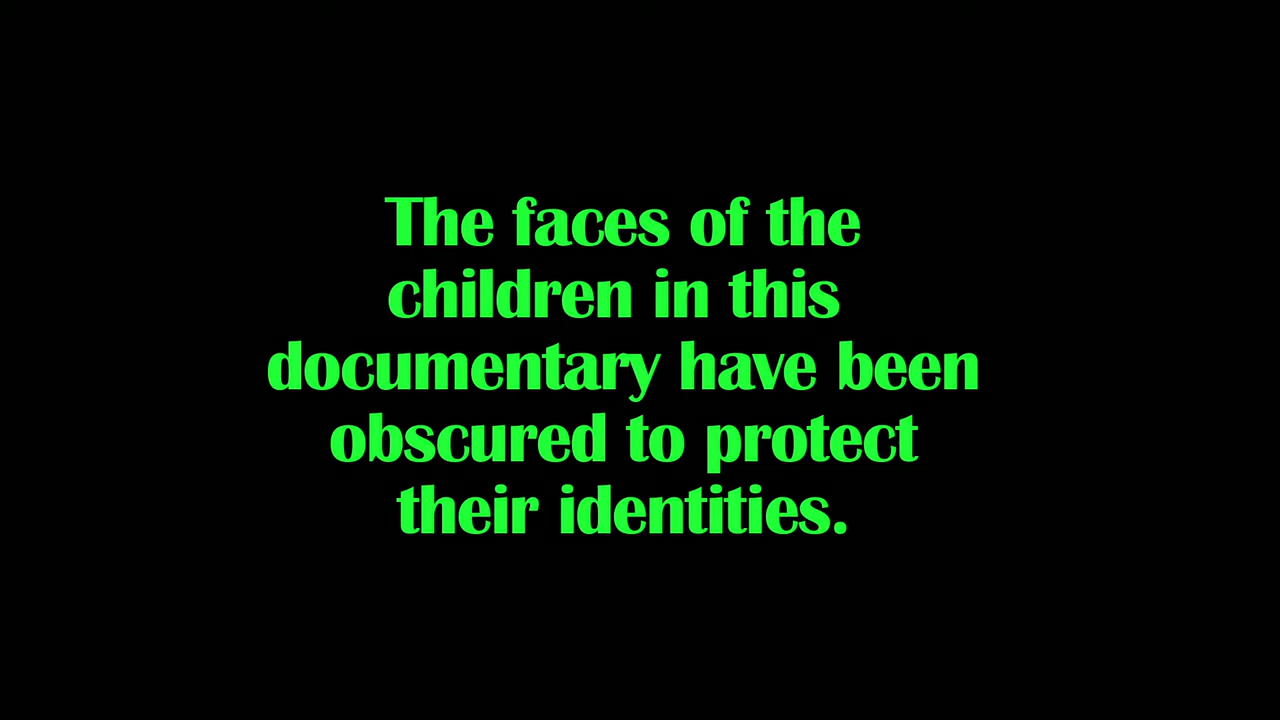 The faces of the
children in this
documentary have been
obscured to protect
their identities.